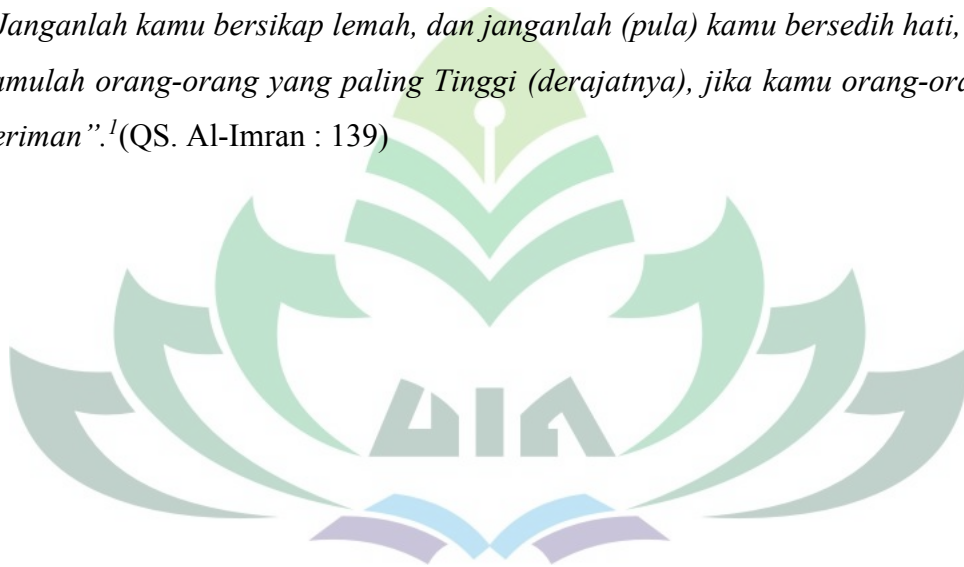 Janganlah kamu bersikap lemah, dan janganlah (pula) kamu bersedih hati,
amulah orang-orang yang paling Tinggi (derajatnya), jika kamu orang-ora
eriman”.¹(QS. Al-Imran : 139)
UIN